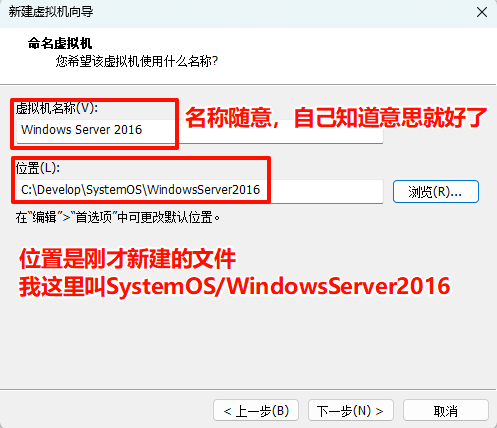 新建虚拟机向导
命名虚拟机
您希望该虚拟机使用什么名称?
虚拟机名称(V):
Windows Server 2016
名称随意，自己知道意思就好了
位置(L):
C:\Develop\SystemOS\WindowsServer2016
浏览(R)...
在“编辑”>“首选项”中可更改默认位置。
位置是刚才新建的文件
我这里叫SystemOS/WindowsServer2016
< 上一步(B)
下一步(N) >
取消